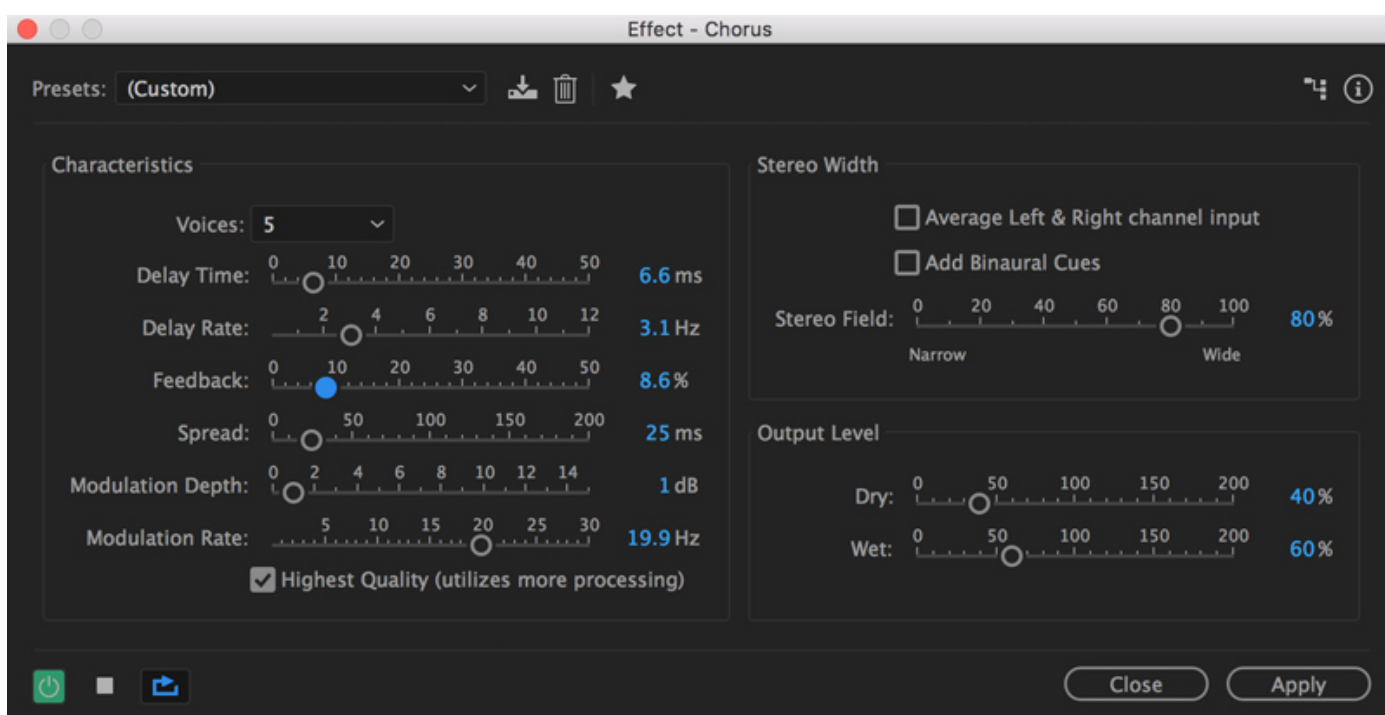 Effect - Chorus
Presets: (Custom)
Characteristics
Voices: 5
0 10 20 30 40 50
Delay Time: 6.6 ms
2 4 6 8 10 12
Delay Rate: 3.1 Hz
0 10 20 30 40 50
Feedback: 8.6 %
0 50 100 150 200
Spread: 25 ms
0 2 4 6 8 10 12 14
Modulation Depth: 1 dB
5 10 15 20 25 30
Modulation Rate: 19.9 Hz
Highest Quality (utilizes more processing)
Stereo Width
Average Left & Right channel input
Add Binaural Cues
0 20 40 60 80 100
Stereo Field: 80 %
Narrow Wide
Output Level
0 50 100 150 200
Dry: 40 %
0 50 100 150 200
Wet: 60 %
Close Apply